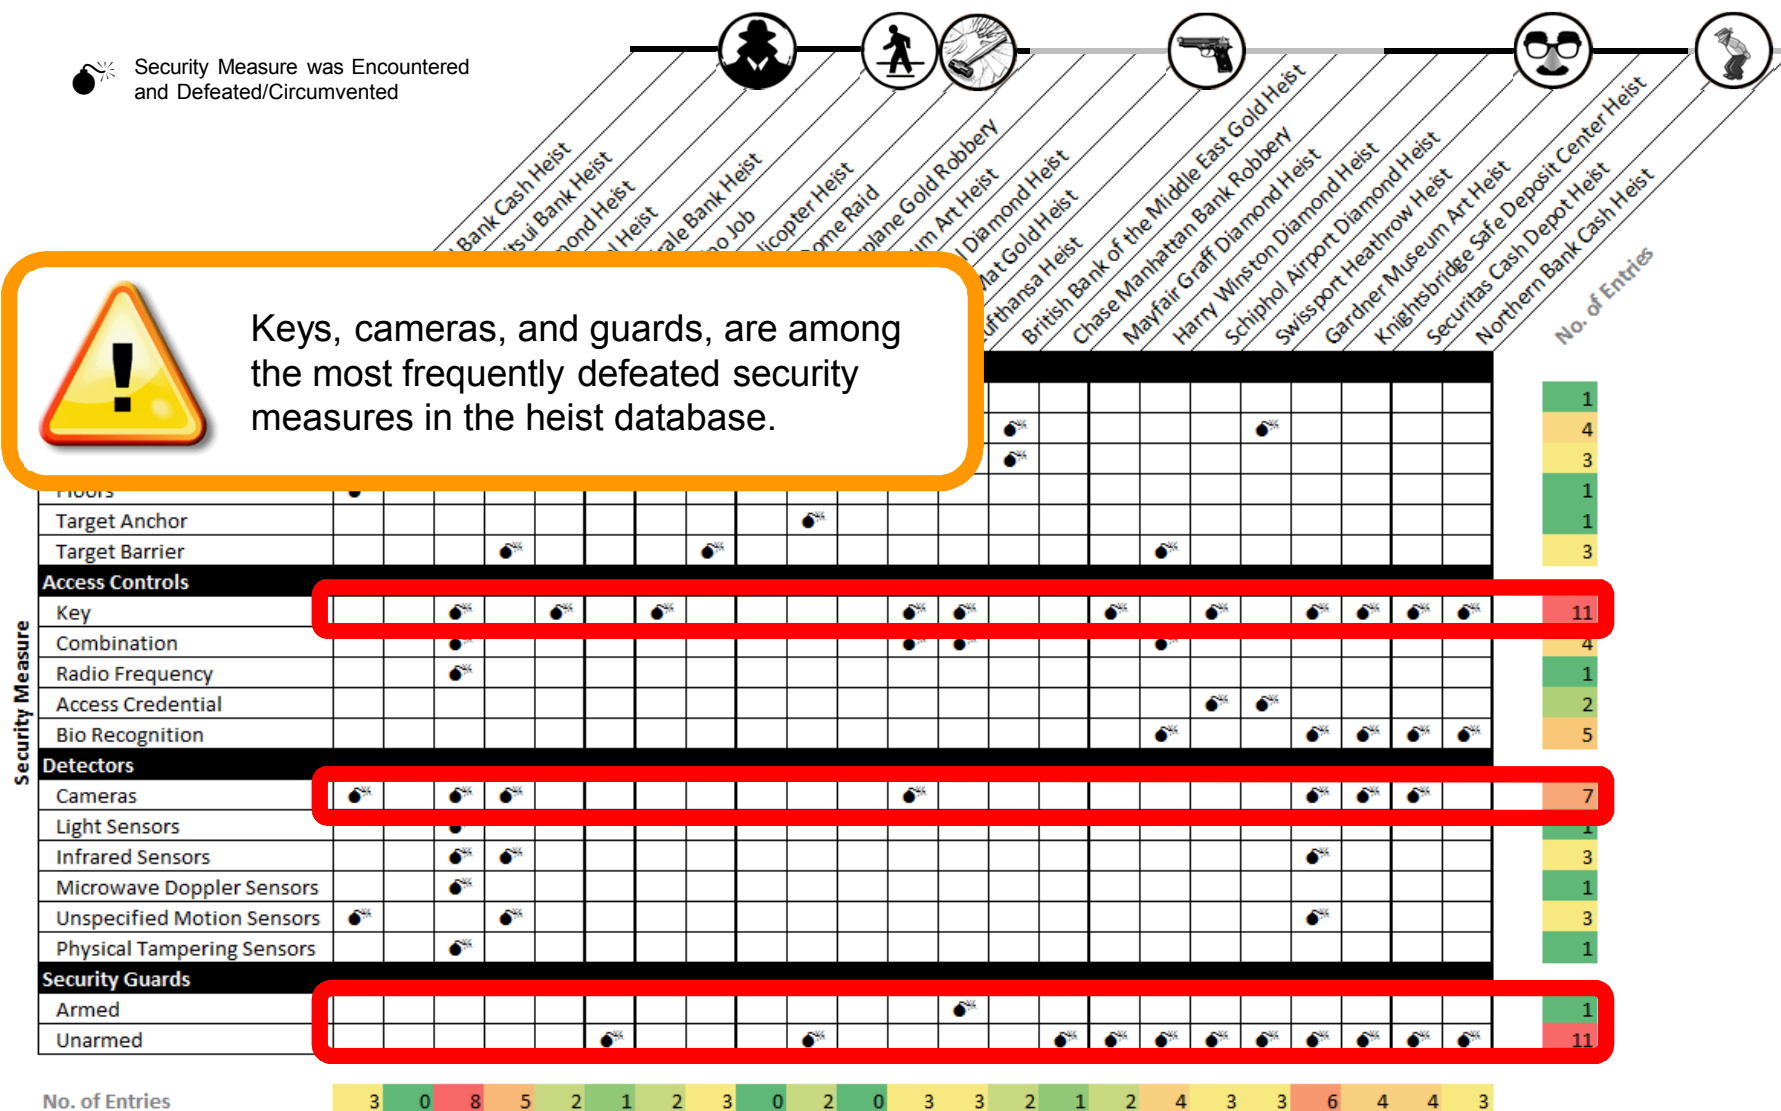 Security Measure was Encountered
and Defeated/Circumvented
Bank Cash Heist
Bank Heist
Heist
Heist
Bank Heist
Job
Heist
Dome Raid
Gold Robbery
Art Heist
Diamond Heist
Mat Gold Heist
Heist
British Bank of the Middle East Gold Heist
Chase Manhattan Bank Robbery
Mayfair Graff Diamond Heist
Harry Winston Diamond Heist
Schiphol Airport Diamond Heist
Swissport Heathrow Heist
Gardner Museum Art Heist
Knightsbridge Safe Deposit Center Heist
Securitas Cash Depot Heist
Northern Bank Cash Heist
No. of Entries
Keys, cameras, and guards, are among
the most frequently defeated security
measures in the heist database.
1
4
3
Floors 1
Target Anchor 1
Target Barrier 3
Security Measure
Access Controls
Key 11
Combination 4
Radio Frequency 1
Access Credential 2
Bio Recognition 5
Detectors
Cameras 7
Light Sensors 1
Infrared Sensors 3
Microwave Doppler Sensors 1
Unspecified Motion Sensors 3
Physical Tampering Sensors 1
Security Guards
Armed 1
Unarmed 11
No. of Entries 3 0 8 5 2 1 2 3 0 2 0 3 3 2 1 2 4 3 3 6 4 4 3